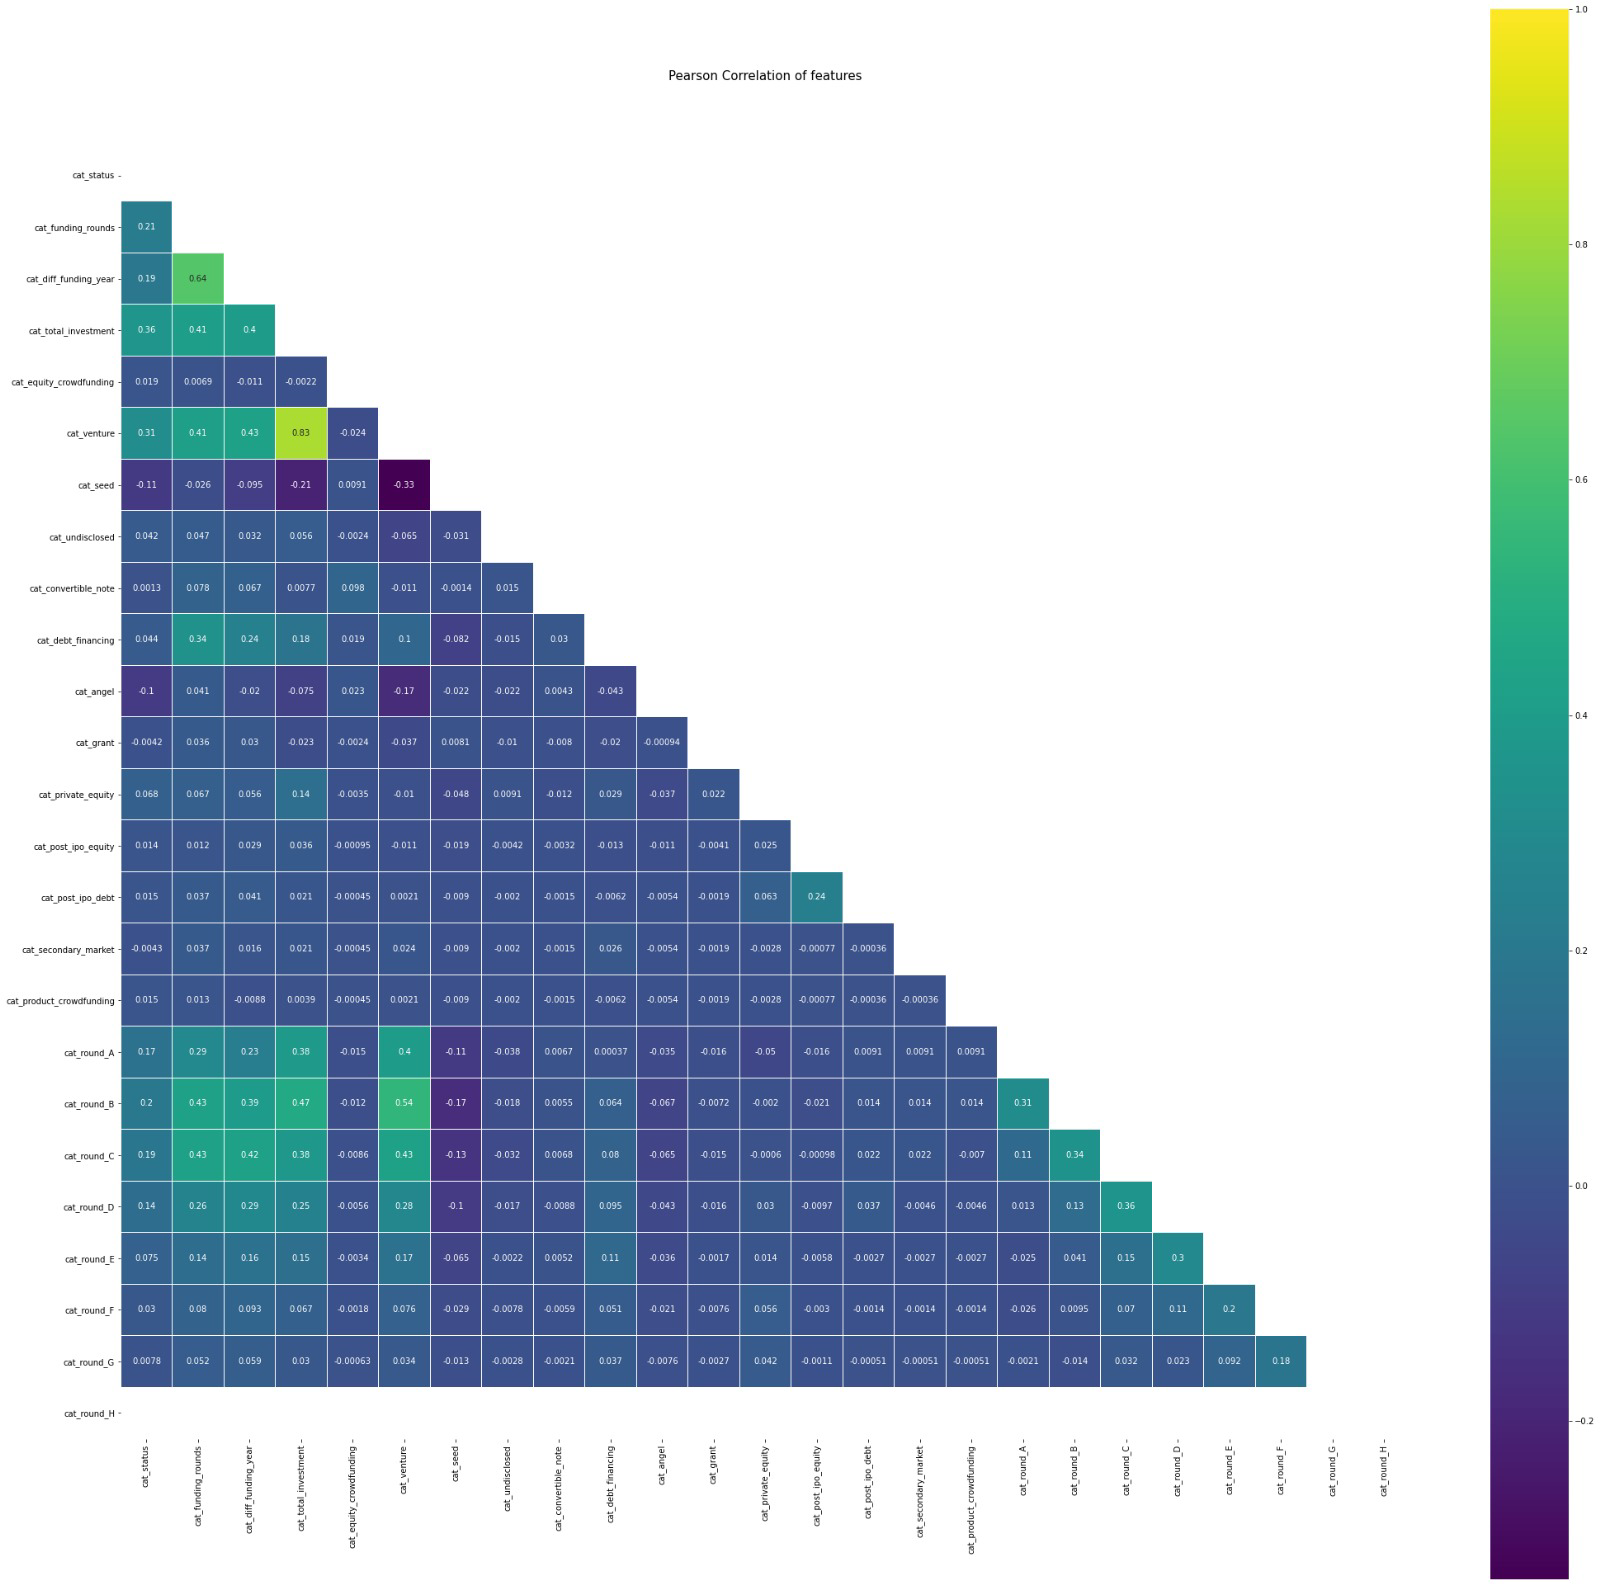 Pearson Correlation of features
1.0
0.8
0.6
0.4
0.2
0.0
−0.2
cat_status
cat_funding_rounds 0.21
cat_diff_funding_year 0.19 0.64
cat_total_investment 0.36 0.41 0.4
cat_equity_crowdfunding 0.019 0.0069 -0.011 -0.0022
cat_venture 0.31 0.41 0.43 0.83 -0.024
cat_seed -0.11 -0.026 -0.095 -0.21 0.0091 -0.33
cat_undisclosed 0.042 0.047 0.032 0.056 -0.0024 -0.065 -0.031
cat_convertible_note 0.0013 0.078 0.067 0.0077 0.098 -0.011 -0.0014 0.015
cat_debt_financing 0.044 0.34 0.24 0.18 0.019 0.1 -0.082 -0.015 0.03
cat_angel -0.1 0.041 -0.02 -0.075 0.023 -0.17 -0.022 -0.022 0.0043 -0.043
cat_grant -0.0042 0.036 0.03 -0.023 -0.0024 -0.037 0.0081 -0.01 -0.008 -0.02 -0.00094
cat_private_equity 0.068 0.067 0.056 0.14 -0.0035 -0.01 -0.048 0.0091 -0.012 0.029 -0.037 0.022
cat_post_ipo_equity 0.014 0.012 0.029 0.036 -0.00095 -0.011 -0.019 -0.0042 -0.0032 -0.013 -0.011 -0.0041 0.025
cat_post_ipo_debt 0.015 0.037 0.041 0.021 -0.00045 0.0021 -0.009 -0.002 -0.0015 -0.0062 -0.0054 -0.0019 0.063 0.24
cat_secondary_market -0.0043 0.037 0.016 0.021 -0.00045 0.024 -0.009 -0.002 -0.0015 0.026 -0.0054 -0.0019 -0.0028 -0.00077 -0.00036
cat_product_crowdfunding 0.015 0.013 -0.0088 0.0039 -0.00045 0.0021 -0.009 -0.002 -0.0015 -0.0062 -0.0054 -0.0019 -0.0028 -0.00077 -0.00036 -0.00036
cat_round_A 0.17 0.29 0.23 0.38 -0.015 0.4 -0.11 -0.038 0.0067 0.00037 -0.035 -0.016 -0.05 -0.016 0.0091 0.0091 0.0091
cat_round_B 0.2 0.43 0.39 0.47 -0.012 0.54 -0.17 -0.018 0.0055 0.064 -0.067 -0.0072 -0.002 -0.021 0.014 0.014 0.014 0.31
cat_round_C 0.19 0.43 0.42 0.38 -0.0086 0.43 -0.13 -0.032 0.0068 0.08 -0.065 -0.015 -0.0006 -0.00098 0.022 0.022 -0.007 0.11 0.34
cat_round_D 0.14 0.26 0.29 0.25 -0.0056 0.28 -0.1 -0.017 -0.0088 0.095 -0.043 -0.016 0.03 -0.0097 0.037 -0.0046 -0.0046 0.013 0.13 0.36
cat_round_E 0.075 0.14 0.16 0.15 -0.0034 0.17 -0.065 -0.0022 0.0052 0.11 -0.036 -0.0017 0.014 -0.0058 -0.0027 -0.0027 -0.0027 -0.025 0.041 0.15 0.3
cat_round_F 0.03 0.08 0.093 0.067 -0.0018 0.076 -0.029 -0.0078 -0.0059 0.051 -0.021 -0.0076 0.056 -0.003 -0.0014 -0.0014 -0.0014 -0.026 0.0095 0.07 0.11 0.2
cat_round_G 0.0078 0.052 0.059 0.03 -0.00063 0.034 -0.013 -0.0028 -0.0021 0.037 -0.0076 -0.0027 0.042 -0.0011 -0.00051 -0.00051 -0.00051 -0.0021 -0.014 0.032 0.023 0.092 0.18
cat_round_H
cat_status
cat_funding_rounds
cat_diff_funding_year
cat_total_investment
cat_equity_crowdfunding
cat_venture
cat_seed
cat_undisclosed
cat_convertible_note
cat_debt_financing
cat_angel
cat_grant
cat_private_equity
cat_post_ipo_equity
cat_post_ipo_debt
cat_secondary_market
cat_product_crowdfunding
cat_round_A
cat_round_B
cat_round_C
cat_round_D
cat_round_E
cat_round_F
cat_round_G
cat_round_H